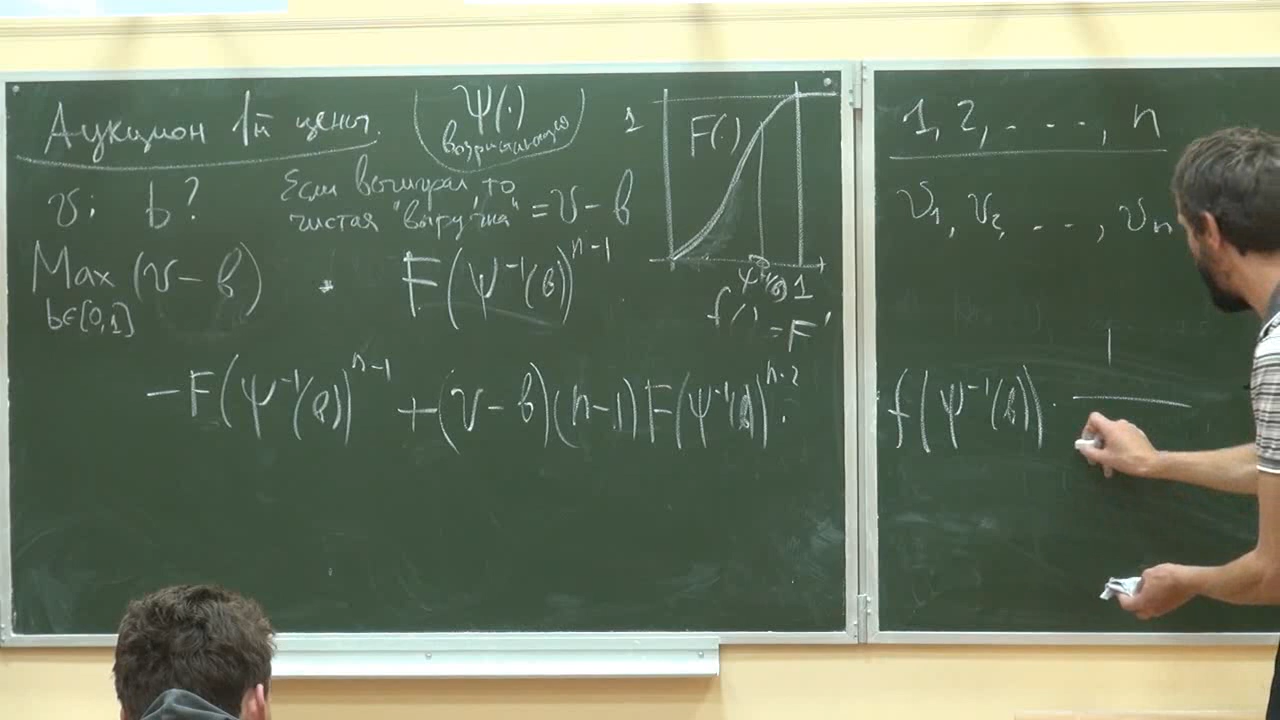 Аукцион 1й цены.
ψ(·)
возрастающая
v; b?
Если выиграл, то
чистая "выручка" = v − b
Max (v − b) · F(ψ⁻¹(b))ⁿ⁻¹
b∈[0,1]
1
F(·)
ψ⁻¹(b) 1
f(·) = F'
−F(ψ⁻¹(b))ⁿ⁻¹ + (v − b)(n−1)F(ψ⁻¹(b))ⁿ⁻² ·
1, 2, . . . , n
v₁, v₂, . . , vₙ
f(ψ⁻¹(b)) · 1/